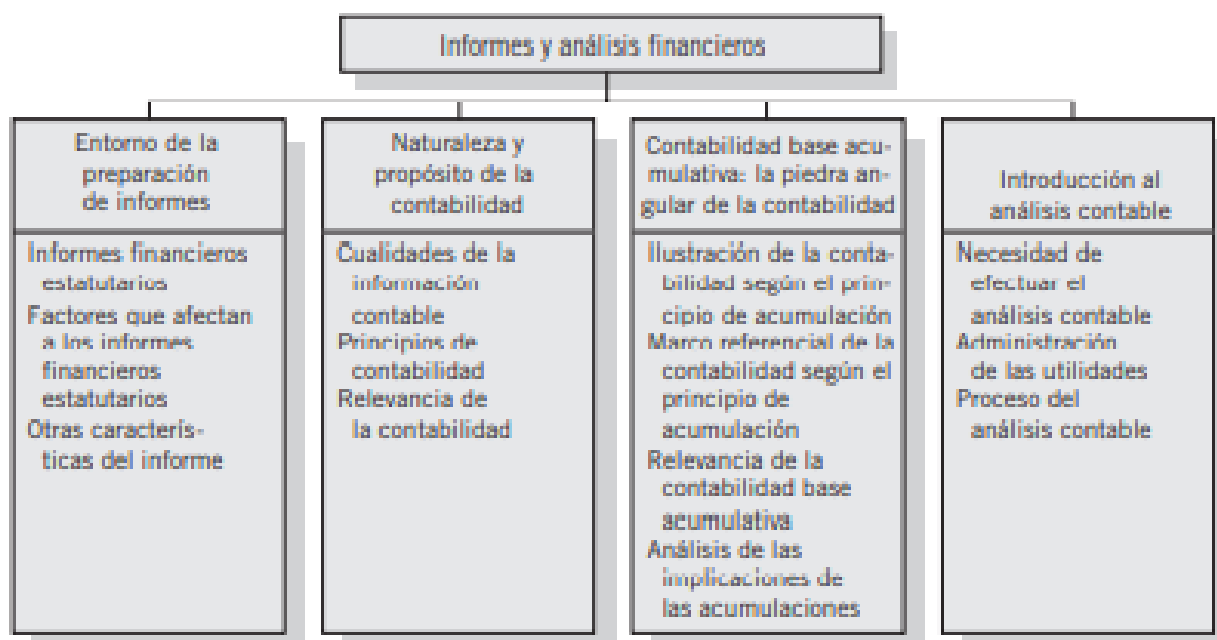 Informes y análisis financieros
Entorno de la
preparación
de informes
Informes financieros
estatutarios
Factores que afectan
a los informes
financieros
estatutarios
Otras caracterís-
ticas del informe
Naturaleza y
propósito de la
contabilidad
Cualidades de la
información
contable
Principios de
contabilidad
Relevancia de
la contabilidad
Contabilidad base acu-
mulativa: la piedra an-
gular de la contabilidad
Ilustración de la conta-
bilidad según el prin-
cipio de acumulación
Marco referencial de la
contabilidad según el
principio de
acumulación
Relevancia de la
contabilidad base
acumulativa
Análisis de las
implicaciones de
las acumulaciones
Introducción al
análisis contable
Necesidad de
efectuar el
análisis contable
Administración
de las utilidades
Proceso del
análisis contable